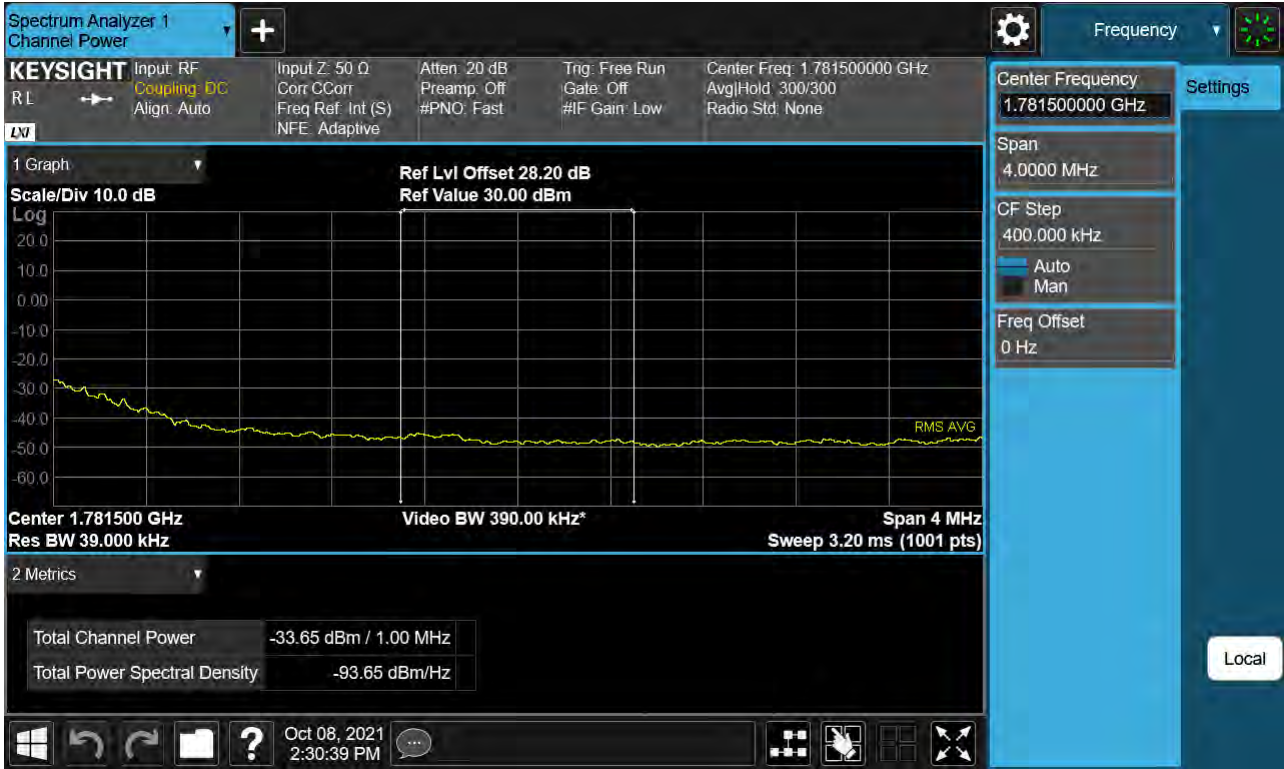 Spectrum Analyzer 1
Channel Power
+
Frequency
KEYSIGHT
R L
LXI
Input: RF
Coupling: DC
Align: Auto
Input Z: 50 Ω
Corr CCorr
Freq Ref: Int (S)
NFE: Adaptive
Atten: 20 dB
Preamp: Off
#PNO: Fast
Trig: Free Run
Gate: Off
#IF Gain: Low
Center Freq: 1.781500000 GHz
Avg|Hold: 300/300
Radio Std: None
1 Graph
Scale/Div 10.0 dB
Ref Lvl Offset 28.20 dB
Ref Value 30.00 dBm
Log
20.0
10.0
0.00
-10.0
-20.0
-30.0
-40.0
-50.0
-60.0
RMS AVG
Center 1.781500 GHz
Video BW 390.00 kHz*
Span 4 MHz
Res BW 39.000 kHz
Sweep 3.20 ms (1001 pts)
2 Metrics
Total Channel Power -33.65 dBm / 1.00 MHz
Total Power Spectral Density -93.65 dBm/Hz
Center Frequency
1.781500000 GHz
Settings
Span
4.0000 MHz
CF Step
400.000 kHz
Auto
Man
Freq Offset
0 Hz
Local
?
Oct 08, 2021
2:30:39 PM